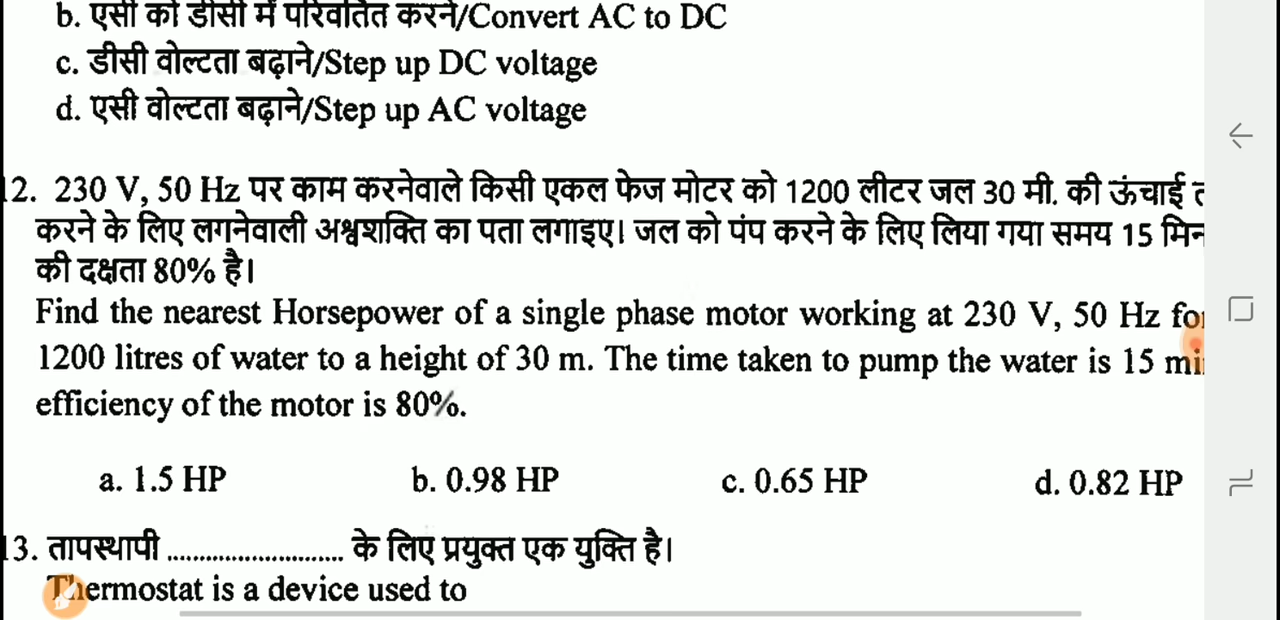 b. एसी को डीसी में परिवर्तित करने/Convert AC to DC
c. डीसी वोल्टता बढ़ाने/Step up DC voltage
d. एसी वोल्टता बढ़ाने/Step up AC voltage
12. 230 V, 50 Hz पर काम करनेवाले किसी एकल फेज मोटर को 1200 लीटर जल 30 मी. की ऊंचाई
करने के लिए लगनेवाली अश्वशक्ति का पता लगाइए। जल को पंप करने के लिए लिया गया समय 15
की दक्षता 80% है।
Find the nearest Horsepower of a single phase motor working at 230 V, 50 Hz
1200 litres of water to a height of 30 m. The time taken to pump the water is 15
efficiency of the motor is 80%.
a. 1.5 HP b. 0.98 HP c. 0.65 HP d. 0.82 HP
13. तापस्थापी .......................... के लिए प्रयुक्त एक युक्ति है।
Thermostat is a device used to